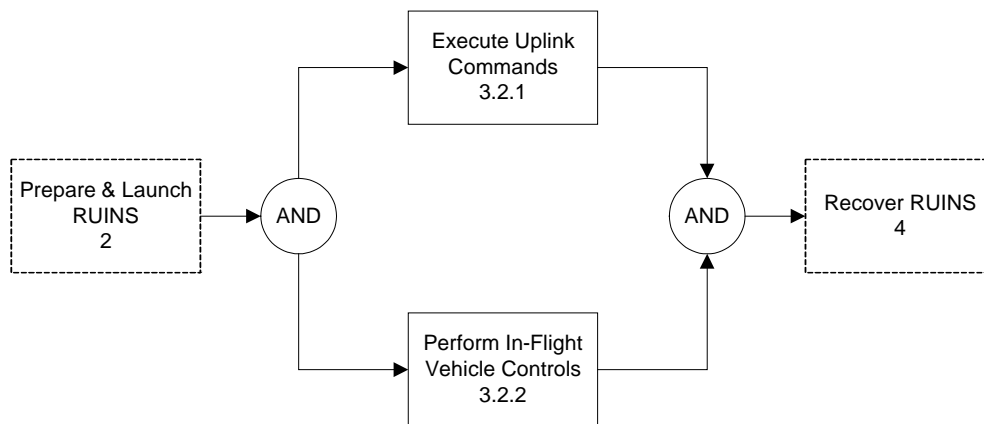 Execute Uplink
Commands
3.2.1
Prepare & Launch
RUINS
2
AND
AND
Recover RUINS
4
Perform In-Flight
Vehicle Controls
3.2.2